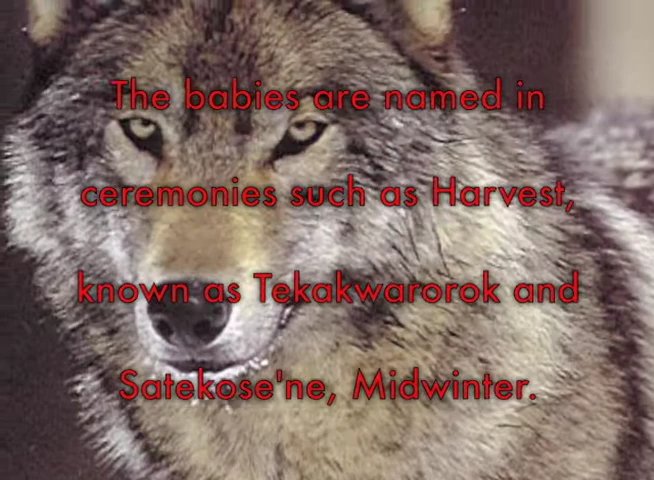 The babies are named in
ceremonies such as Harvest,
known as Tekakwarorok and
Satekose'ne, Midwinter.